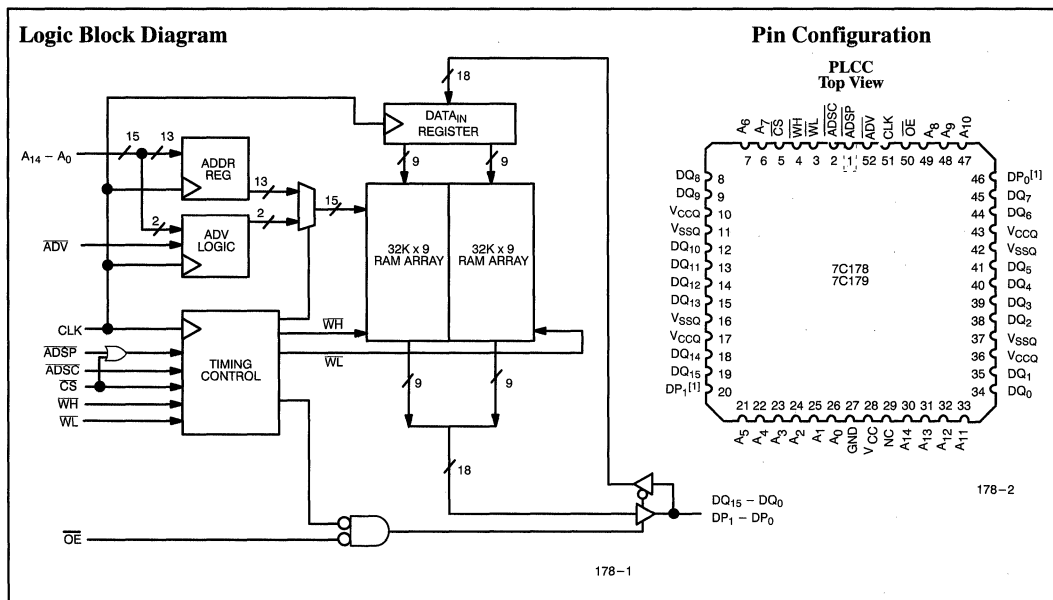 Logic Block Diagram
18
DATAIN
REGISTER
15
13
A14 – A0
ADDR
REG
9
9
13
15
2
2
ADV
LOGIC
ADV
32K x 9
RAM ARRAY
32K x 9
RAM ARRAY
CLK
WH
ADSP
TIMING
CONTROL
WL
ADSC
CS
9
9
WH
WL
18
DQ15 – DQ0
DP1 – DP0
OE
178–1
Pin Configuration
PLCC
Top View
A6 A7 CS WH WL ADSC ADSP ADV CLK OE A8 A9 A10
7 6 5 4 3 2 1 52 51 50 49 48 47
DQ8 8 46 DP0[1]
DQ9 9 45 DQ7
VCCQ 10 44 DQ6
VSSQ 11 43 VCCQ
DQ10 12 42 VSSQ
DQ11 13 41 DQ5
7C178
7C179
DQ12 14 40 DQ4
DQ13 15 39 DQ3
VSSQ 16 38 DQ2
VCCQ 17 37 VSSQ
DQ14 18 36 VCCQ
DQ15 19 35 DQ1
DP1[1] 20 34 DQ0
21 22 23 24 25 26 27 28 29 30 31 32 33
A5 A4 A3 A2 A1 A0 GND VCC NC A14 A13 A12 A11
178–2